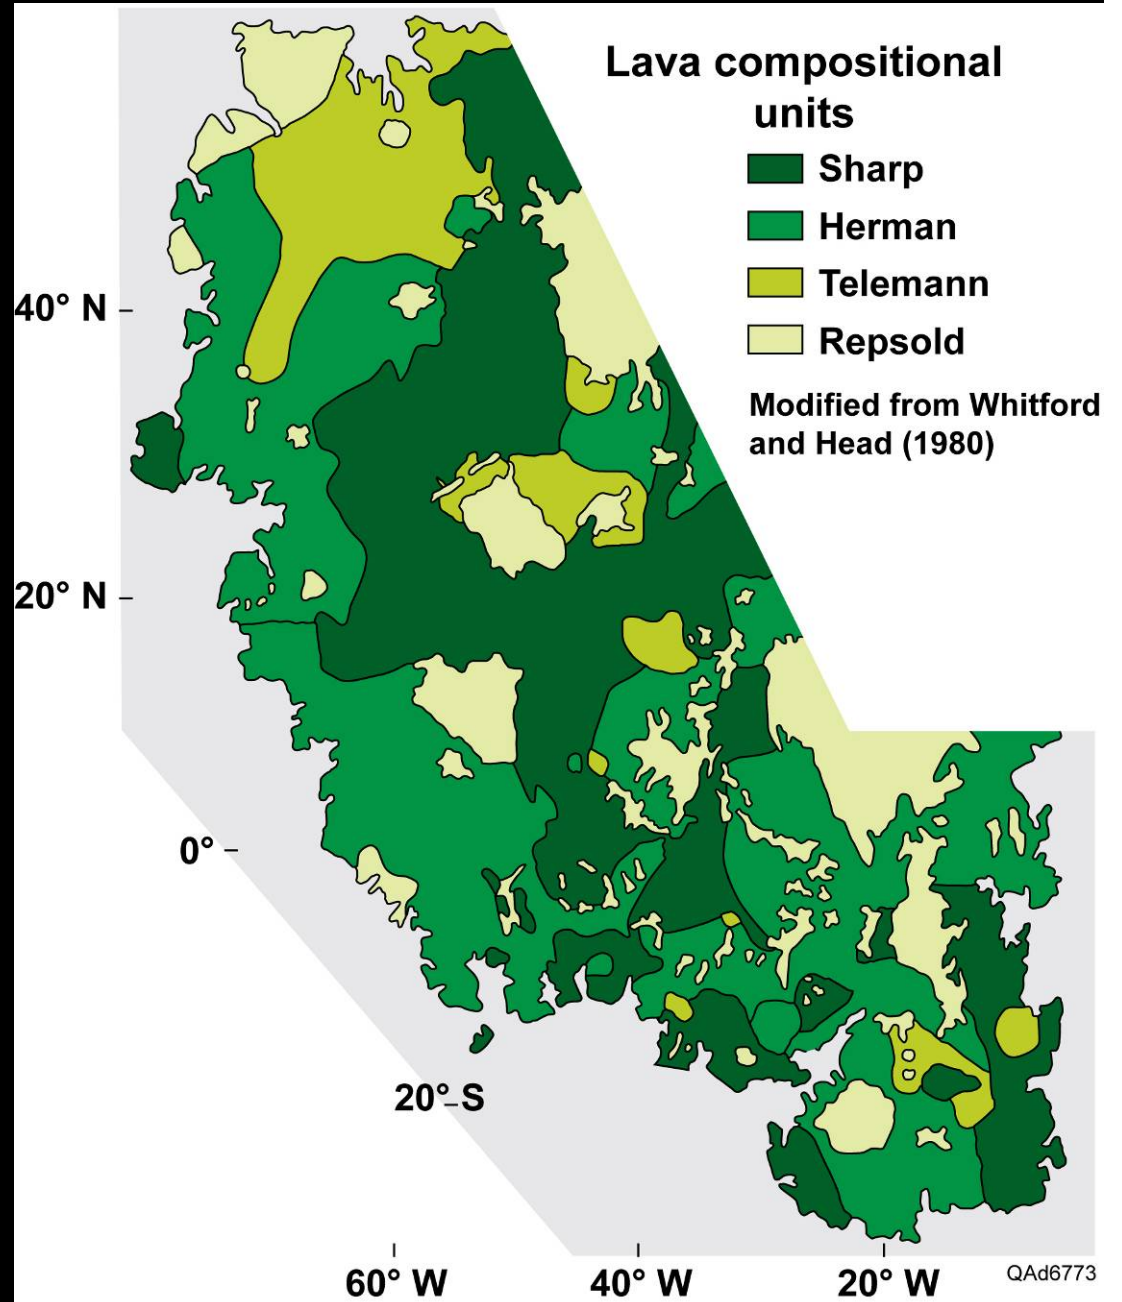 Lava compositional
units
Sharp
Herman
Telemann
Repsold
Modified from Whitford
and Head (1980)
40° N
20° N
0°
20° S
60° W
40° W
20° W
QAd6773